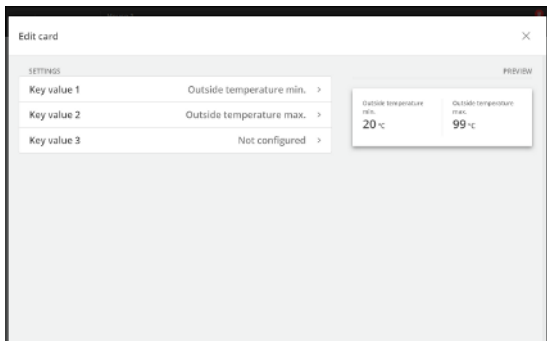 Edit card
SETTINGS
PREVIEW
Key value 1 Outside temperature min.
Key value 2 Outside temperature max.
Key value 3 Not configured
Outside temperature min.
20 °C
Outside temperature max.
99 °C